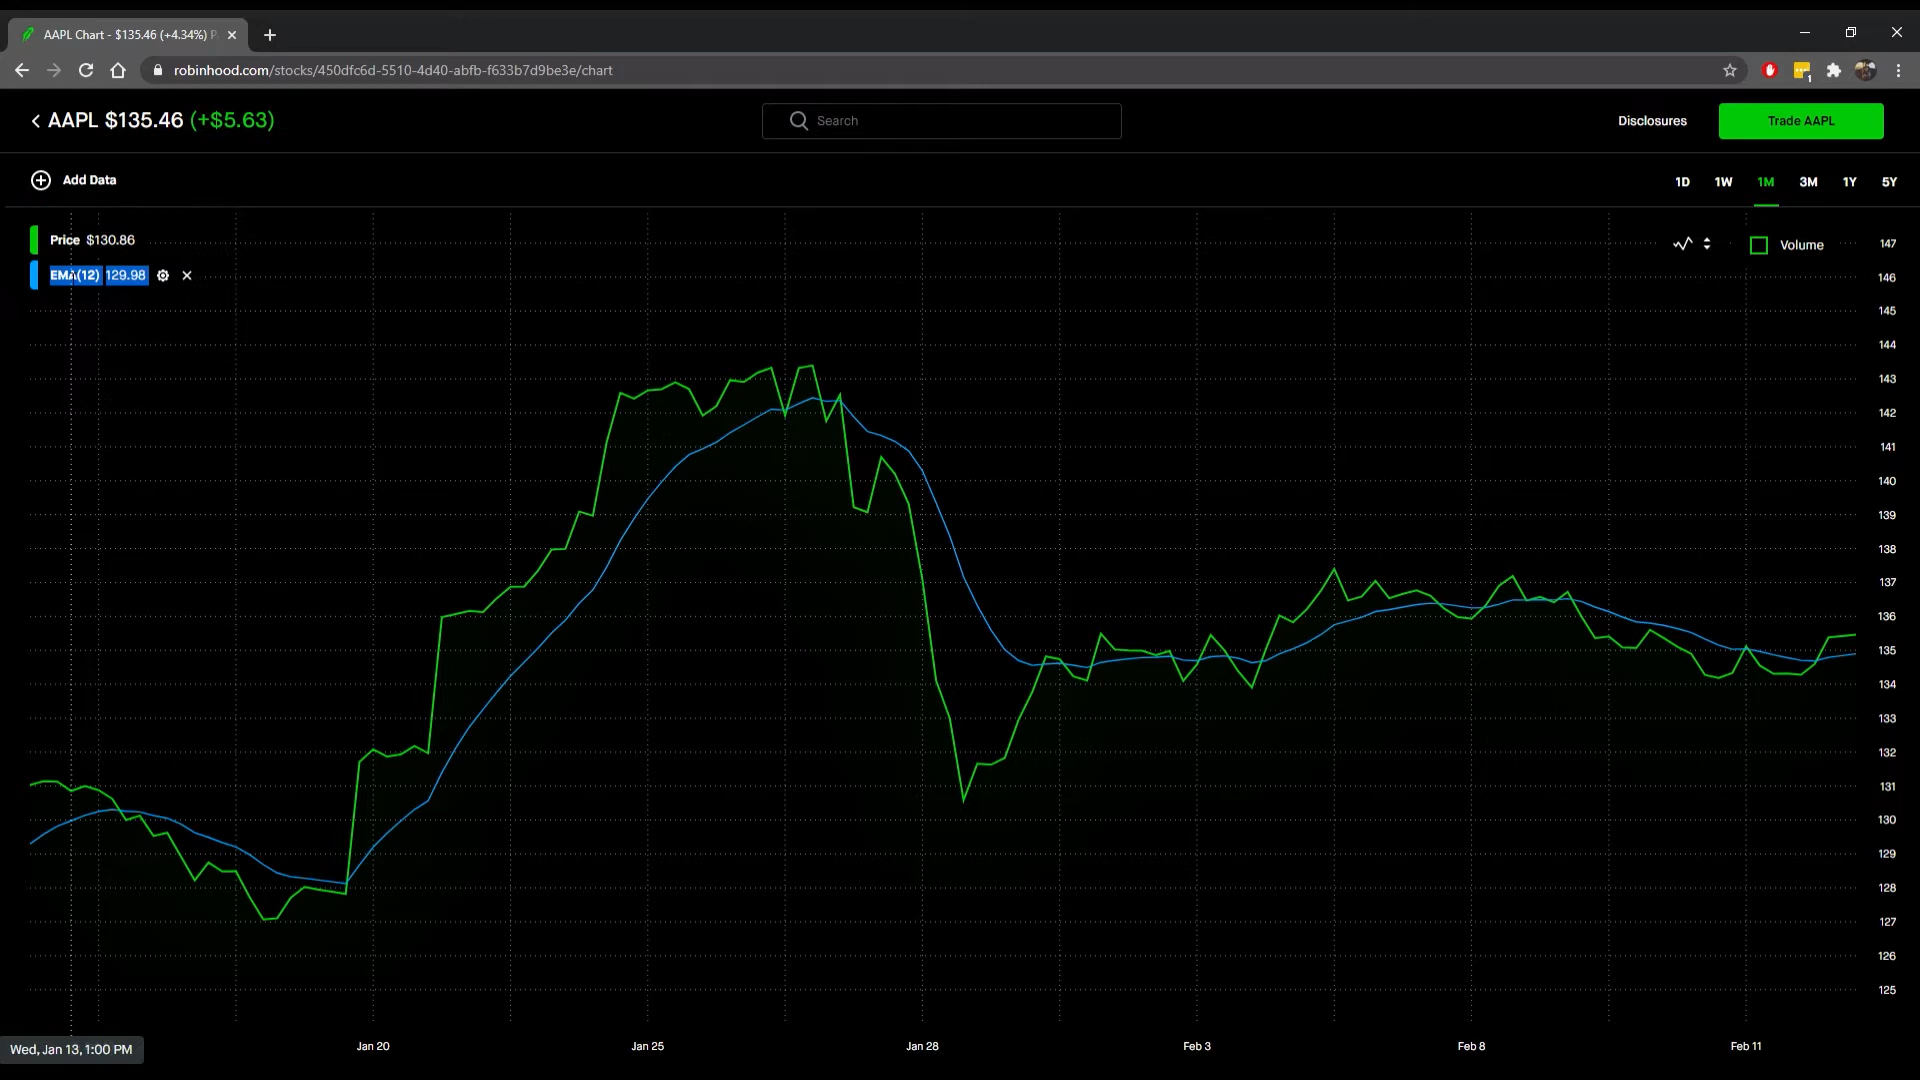 AAPL Chart - $135.46 (+4.34%)
robinhood.com/stocks/450dfc6d-5510-4d40-abfb-f633b7d9be3e/chart
1
AAPL $135.46 (+$5.63)
Search
Disclosures
Trade AAPL
Add Data
1D 1W 1M 3M 1Y 5Y
Price $130.86
EMA(12) 129.98
Volume
147
146
145
144
143
142
141
140
139
138
137
136
135
134
133
132
131
130
129
128
127
126
125
Wed, Jan 13, 1:00 PM
Jan 20
Jan 25
Jan 28
Feb 3
Feb 8
Feb 11